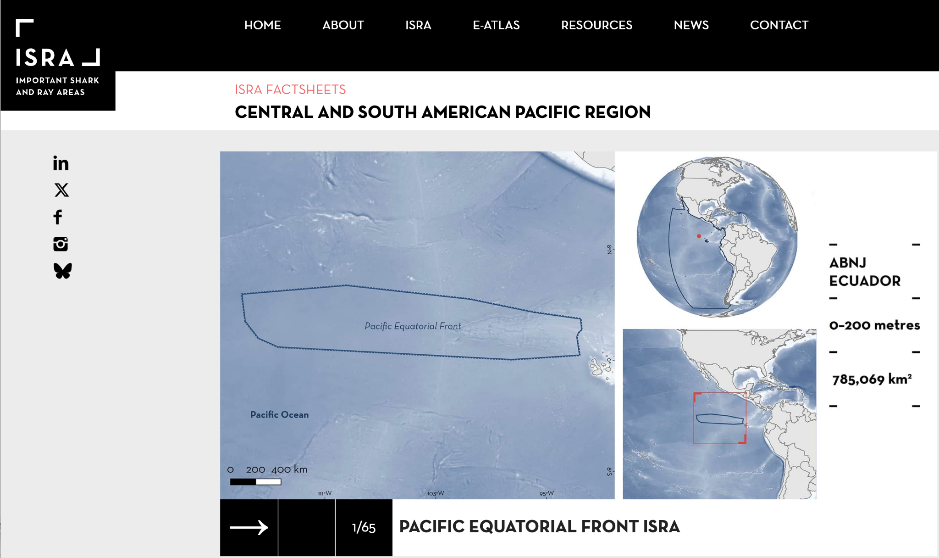 HOME ABOUT ISRA E-ATLAS RESOURCES NEWS CONTACT
ISRA
IMPORTANT SHARK
AND RAY AREAS
ISRA FACTSHEETS
CENTRAL AND SOUTH AMERICAN PACIFIC REGION
in
X
f
Pacific Equatorial Front
Pacific Ocean
0 200 400 km
ABNJ
ECUADOR
0–200 metres
785,069 km²
1/65
PACIFIC EQUATORIAL FRONT ISRA